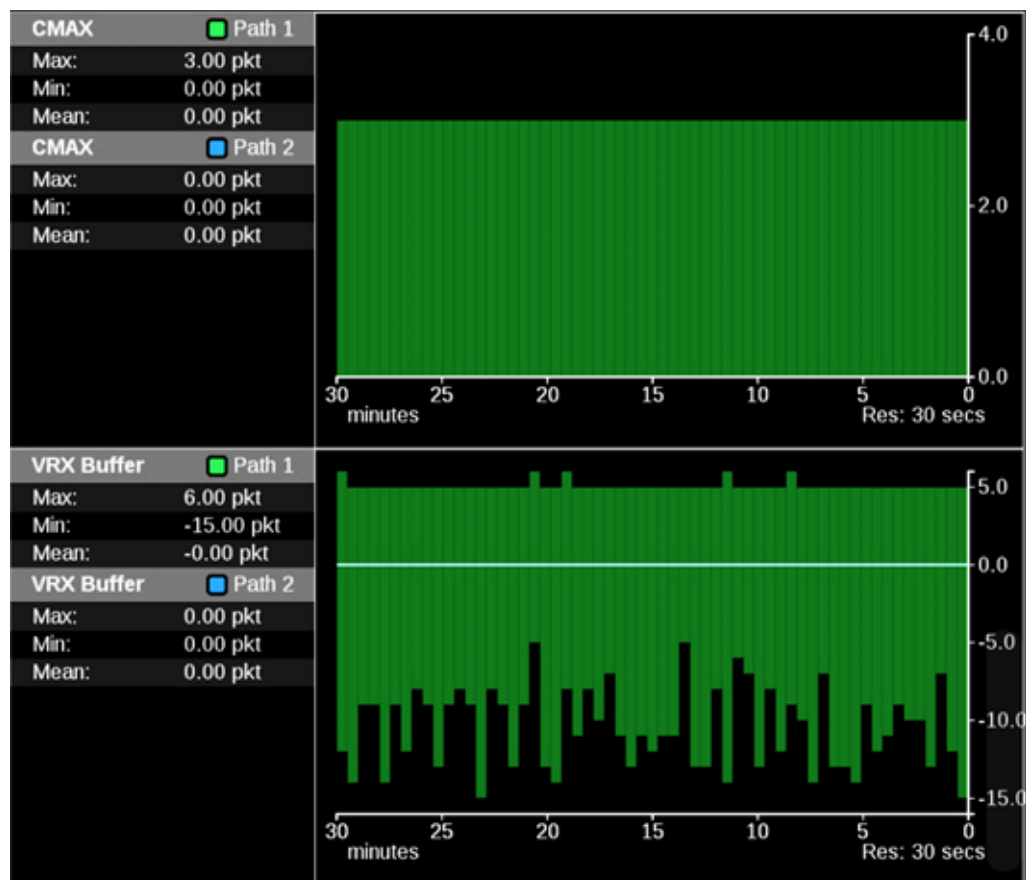 CMAX Path 1
Max: 3.00 pkt
Min: 0.00 pkt
Mean: 0.00 pkt
CMAX Path 2
Max: 0.00 pkt
Min: 0.00 pkt
Mean: 0.00 pkt
4.0
2.0
0.0
30 25 20 15 10 5 0
minutes Res: 30 secs
VRX Buffer Path 1
Max: 6.00 pkt
Min: -15.00 pkt
Mean: -0.00 pkt
VRX Buffer Path 2
Max: 0.00 pkt
Min: 0.00 pkt
Mean: 0.00 pkt
5.0
0.0
-5.0
-10.0
-15.0
30 25 20 15 10 5 0
minutes Res: 30 secs